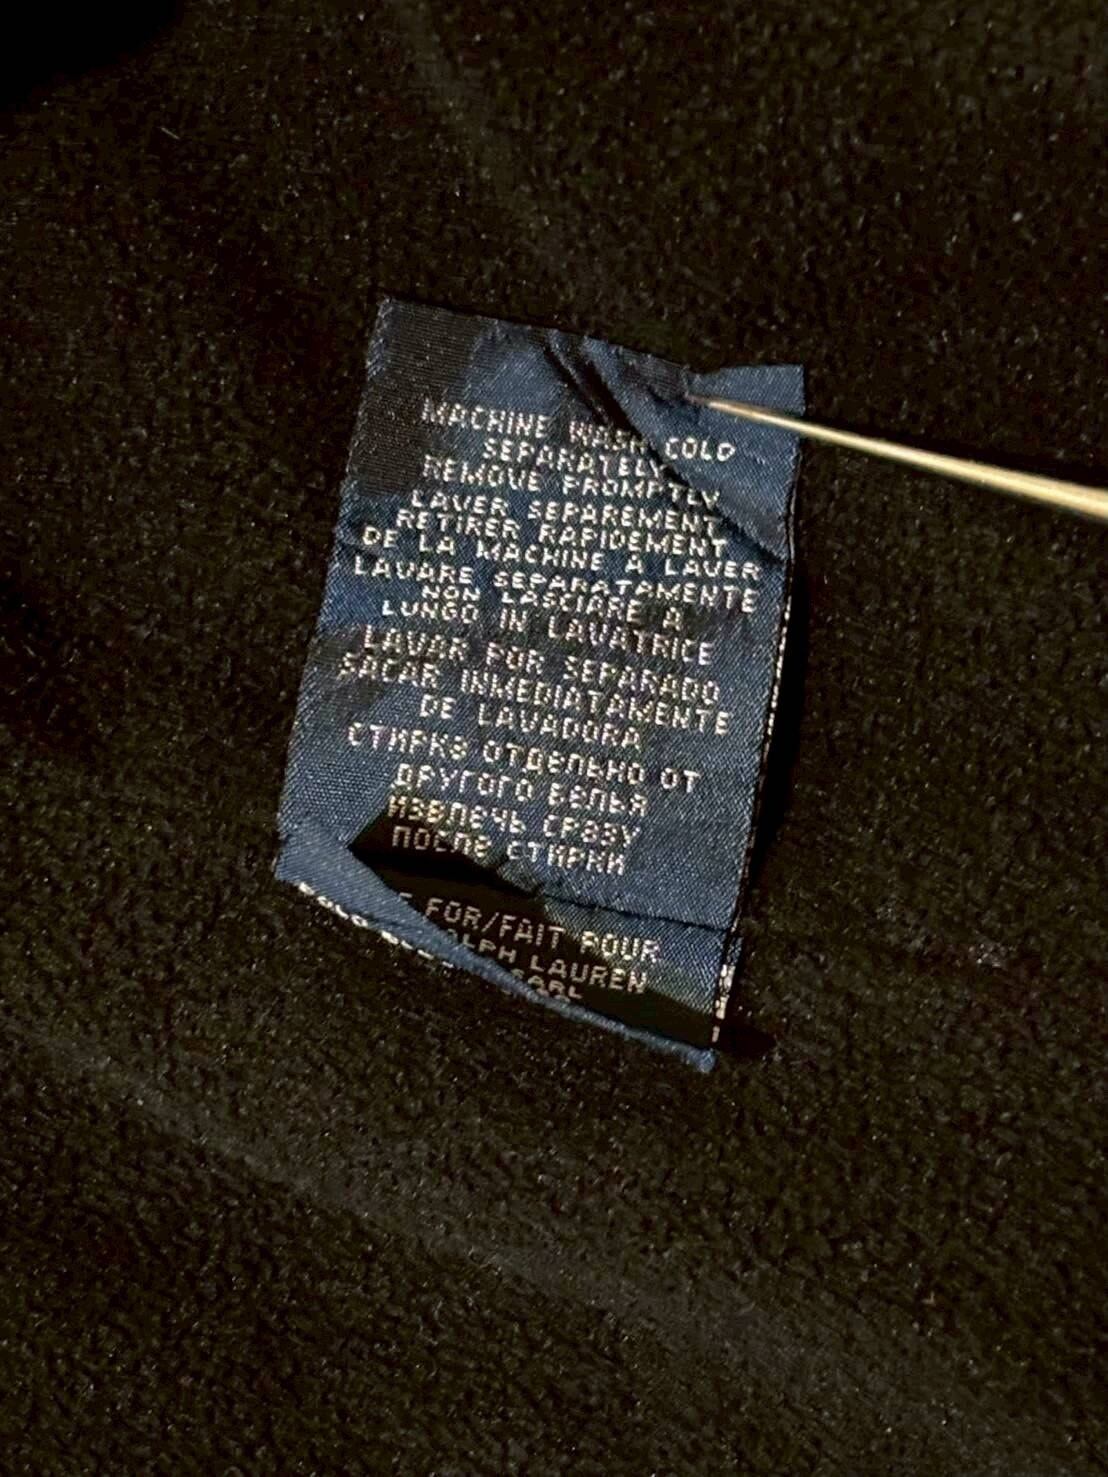 MACHINE WASH COLD
SEPARATELY
REMOVE PROMPTLY
LAVER SEPAREMENT
RETIRER RAPIDEMENT
DE LA MACHINE A LAVER
LAVARE SEPARATAMENTE
NON LASCIARE A
LUNGO IN LAVATRICE
LAVAR POR SEPARADO
SACAR INMEDIATAMENTE
DE LAVADORA
СТИРКА ОТДЕЛЬНО ОТ
ДРУГОГО БЕЛЬЯ
ИЗВЛЕЧЬ СРАЗУ
ПОСЛЕ СТИРКИ
FOR/FAIT POUR
LAUREN